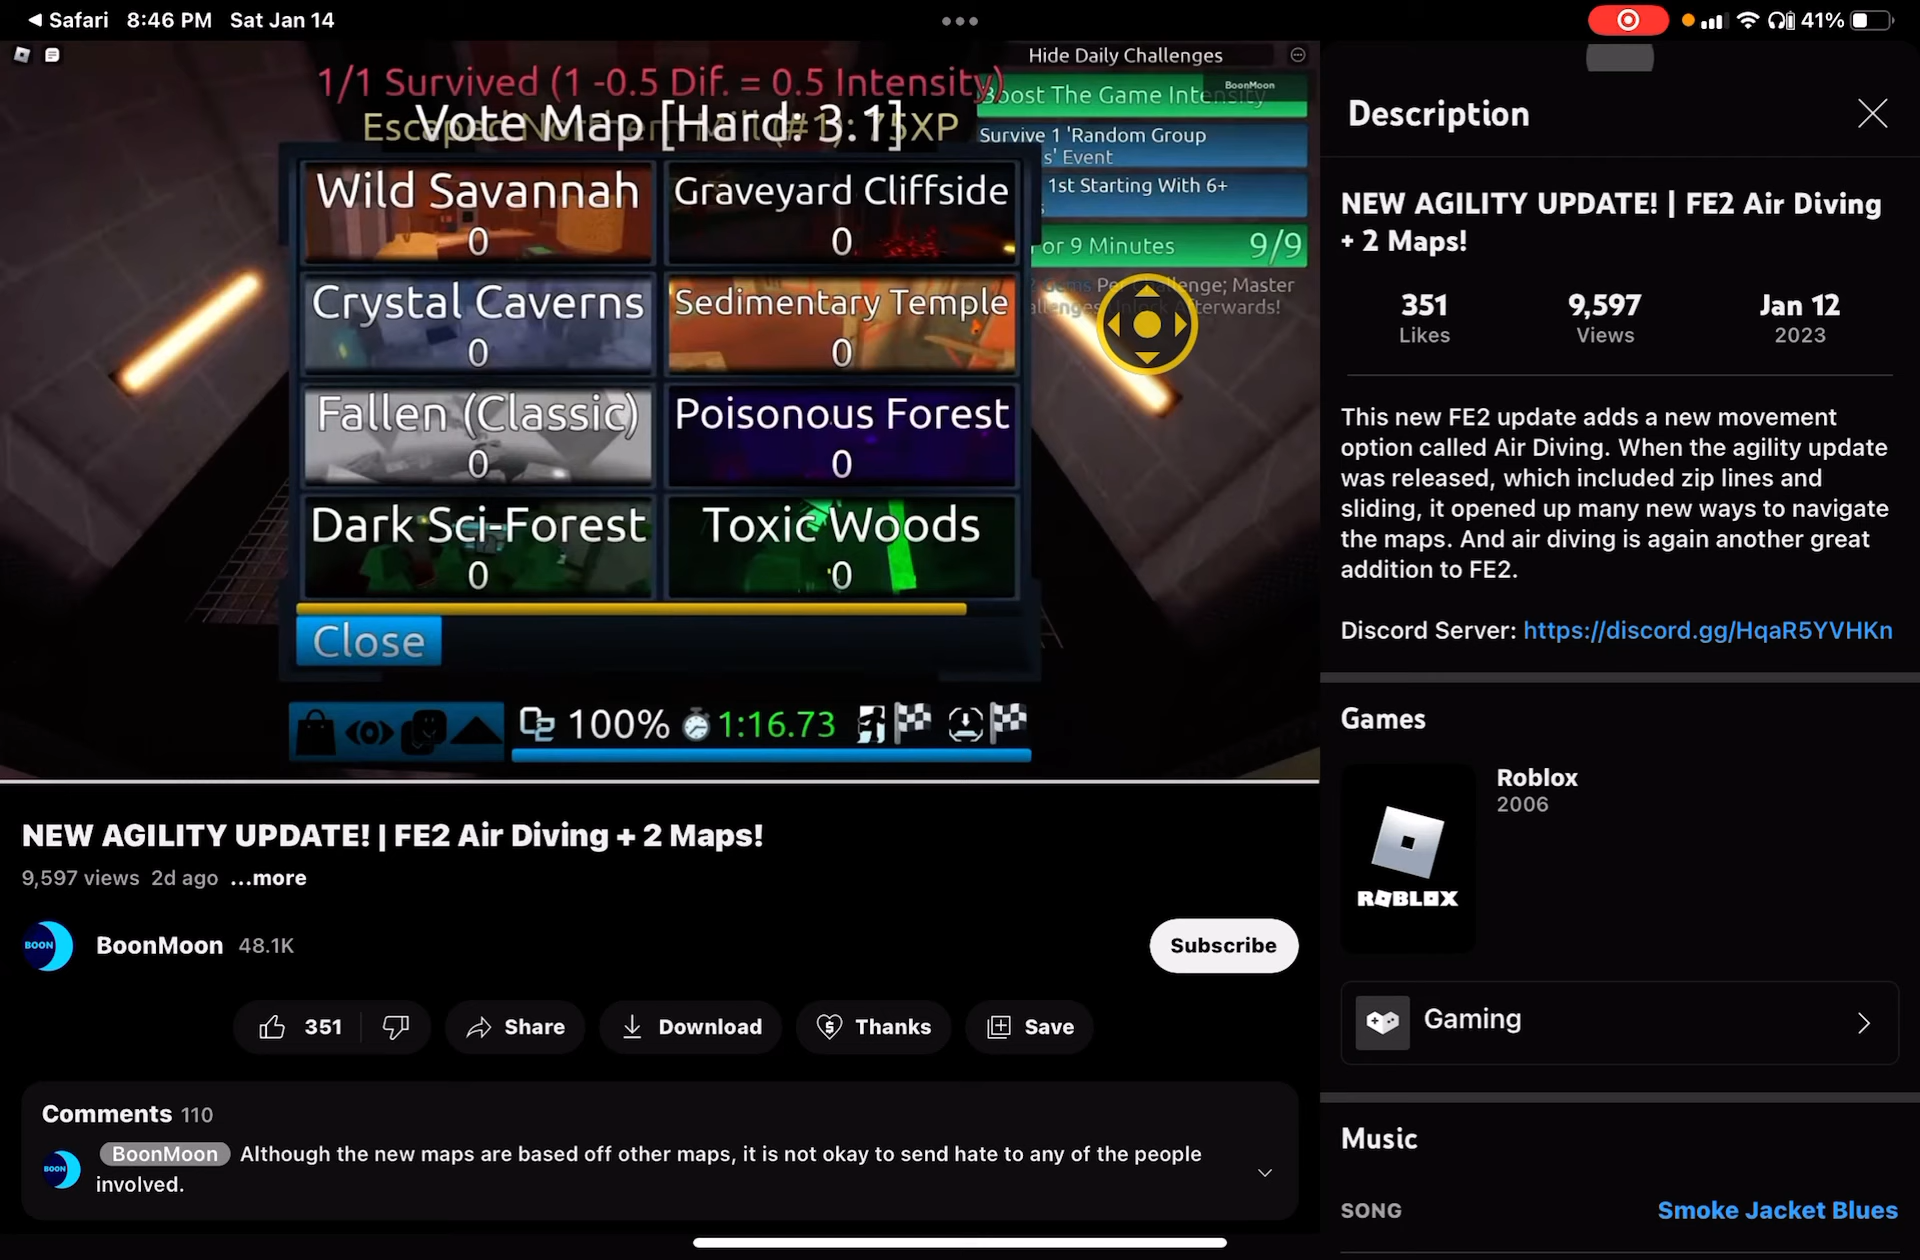 Safari 8:46 PM Sat Jan 14
41%
1/1 Survived (1 -0.5 Dif. = 0.5 Intensity)
Vote Map [Hard: 3.1]
Wild Savannah
0
Graveyard Cliffside
0
Crystal Caverns
0
Sedimentary Temple
0
Fallen (Classic)
0
Poisonous Forest
0
Dark Sci-Forest
0
Toxic Woods
0
Close
100% 1:16.73
Hide Daily Challenges
BoonMoon
Boost The Game Intensity
Survive 1 'Random Group
s' Event
1st Starting With 6+
or 9 Minutes 9/9
NEW AGILITY UPDATE! | FE2 Air Diving + 2 Maps!
9,597 views 2d ago ...more
BOON
BoonMoon 48.1K
Subscribe
351
Share
Download
Thanks
Save
Comments 110
BOON
BoonMoon Although the new maps are based off other maps, it is not okay to send hate to any of the people
involved.
Description
NEW AGILITY UPDATE! | FE2 Air Diving
+ 2 Maps!
351 9,597 Jan 12
Likes Views 2023
This new FE2 update adds a new movement
option called Air Diving. When the agility update
was released, which included zip lines and
sliding, it opened up many new ways to navigate
the maps. And air diving is again another great
addition to FE2.
Discord Server: https://discord.gg/HqaR5YVHKn
Games
ROBLOX
Roblox
2006
Gaming
Music
SONG Smoke Jacket Blues